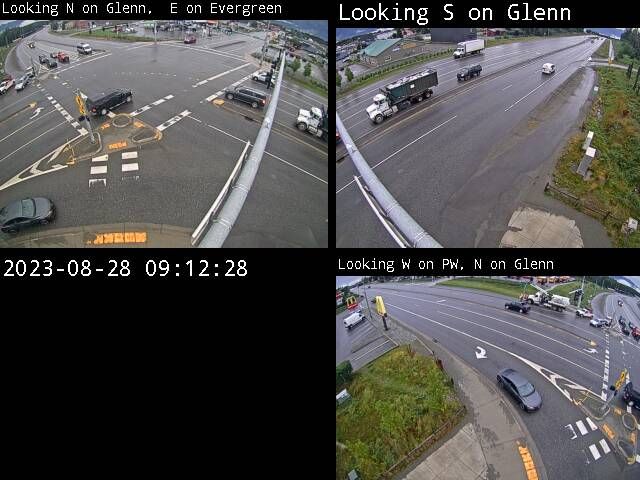 Looking N on Glenn, E on Evergreen
Looking S on Glenn
2023-08-28 09:12:28
Looking W on PW, N on Glenn